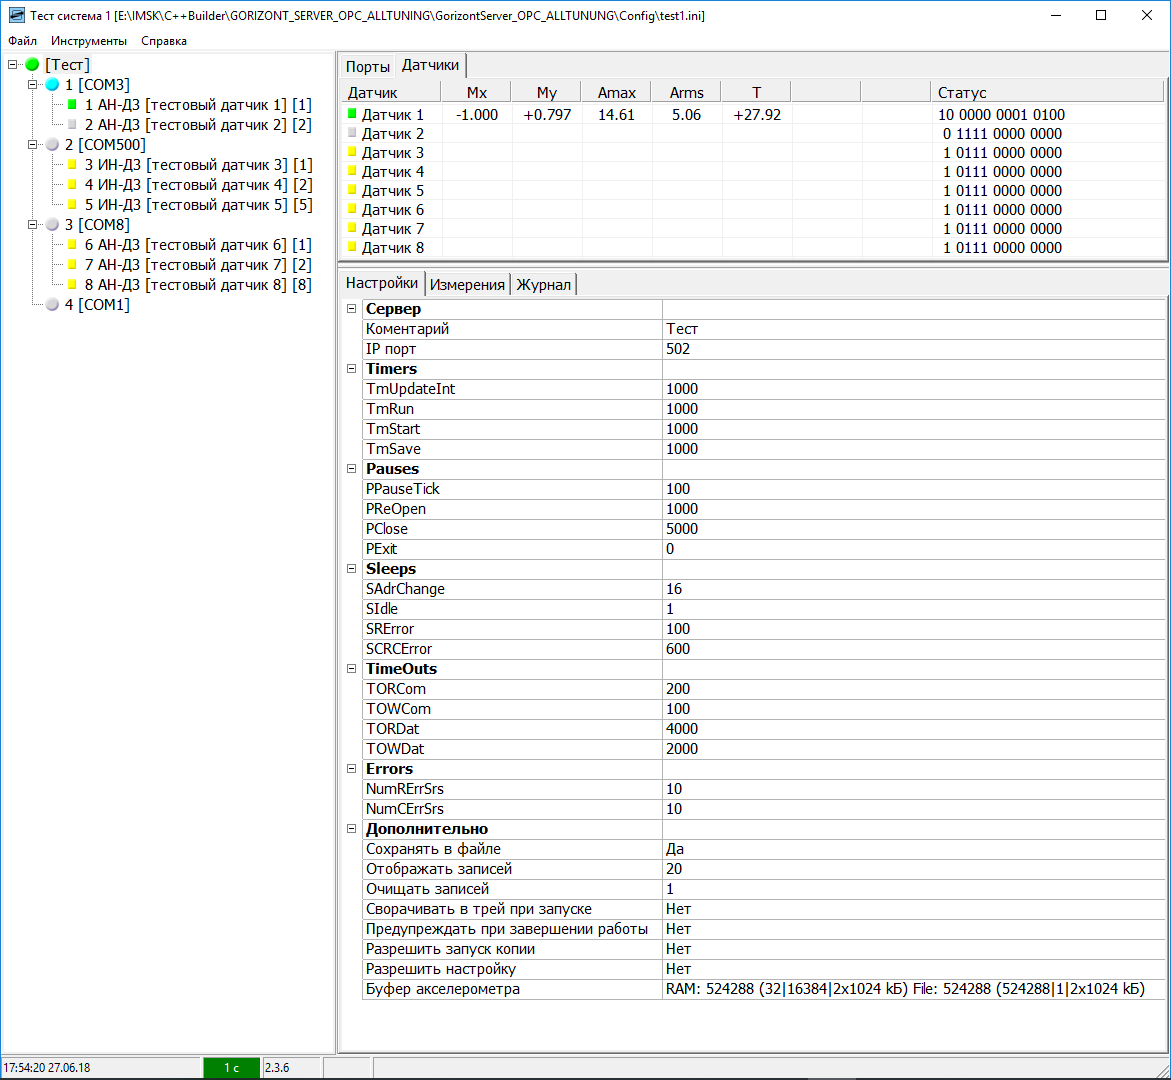 Тест система 1 [E:\IMSK\C++Builder\GORIZONT_SERVER_OPC_ALLTUNING\GorizontServer_OPC_ALLTUNUNG\Config\test1.ini]
Файл Инструменты Справка
[Тест]
1 [COM3]
1 АН-Д3 [тестовый датчик 1] [1]
2 АН-Д3 [тестовый датчик 2] [2]
2 [COM500]
3 ИН-Д3 [тестовый датчик 3] [1]
4 ИН-Д3 [тестовый датчик 4] [2]
5 ИН-Д3 [тестовый датчик 5] [5]
3 [COM8]
6 АН-Д3 [тестовый датчик 6] [1]
7 АН-Д3 [тестовый датчик 7] [2]
8 АН-Д3 [тестовый датчик 8] [8]
4 [COM1]
Порты Датчики
Датчик Mx My Amax Arms T Статус
Датчик 1 -1.000 +0.797 14.61 5.06 +27.92 10 0000 0001 0100
Датчик 2 0 1111 0000 0000
Датчик 3 1 0111 0000 0000
Датчик 4 1 0111 0000 0000
Датчик 5 1 0111 0000 0000
Датчик 6 1 0111 0000 0000
Датчик 7 1 0111 0000 0000
Датчик 8 1 0111 0000 0000
Настройки Измерения Журнал
Сервер
Коментарий Тест
IP порт 502
Timers
TmUpdateInt 1000
TmRun 1000
TmStart 1000
TmSave 1000
Pauses
PPauseTick 100
PReOpen 1000
PClose 5000
PExit 0
Sleeps
SAdrChange 16
SIdle 1
SRError 100
SCRCError 600
TimeOuts
TORCom 200
TOWCom 100
TORDat 4000
TOWDat 2000
Errors
NumRErrSrs 10
NumCErrSrs 10
Дополнительно
Сохранять в файле Да
Отображать записей 20
Очищать записей 1
Сворачивать в трей при запуске Нет
Предупреждать при завершении работы Нет
Разрешить запуск копии Нет
Разрешить настройку Нет
Буфер акселерометра RAM: 524288 (32|16384|2x1024 кБ) File: 524288 (524288|1|2x1024 кБ)
17:54:20 27.06.18 1 с 2.3.6